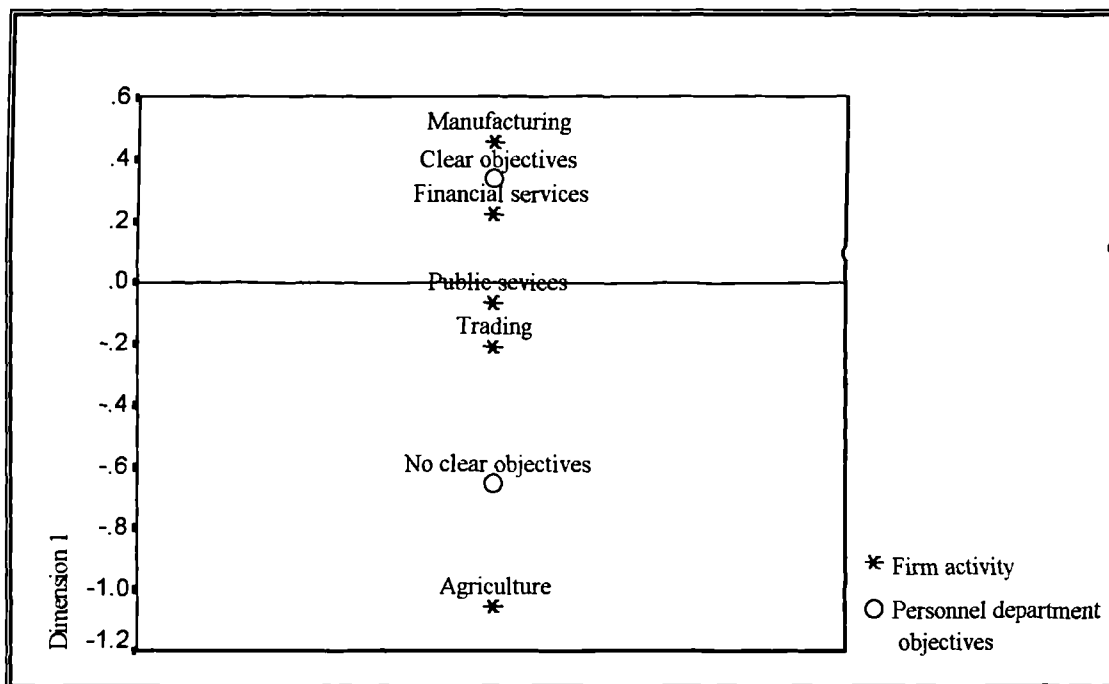 .6
Manufacturing
.4
Clear objectives
Financial services
.2
.0
Public sevices
Trading
-.2
-.4
No clear objectives
-.6
-.8
Agriculture
-1.0
-1.2
Dimension 1
Firm activity
Personnel department
objectives